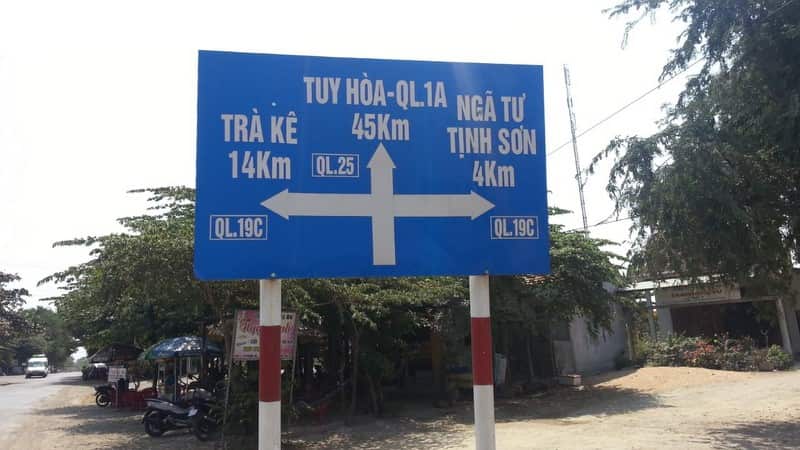 TUY HÒA-QL.1A
45Km
TRÀ KÊ
14Km
QL.25
NGÃ TƯ
TỊNH SƠN
4Km
QL.19C
QL.19C